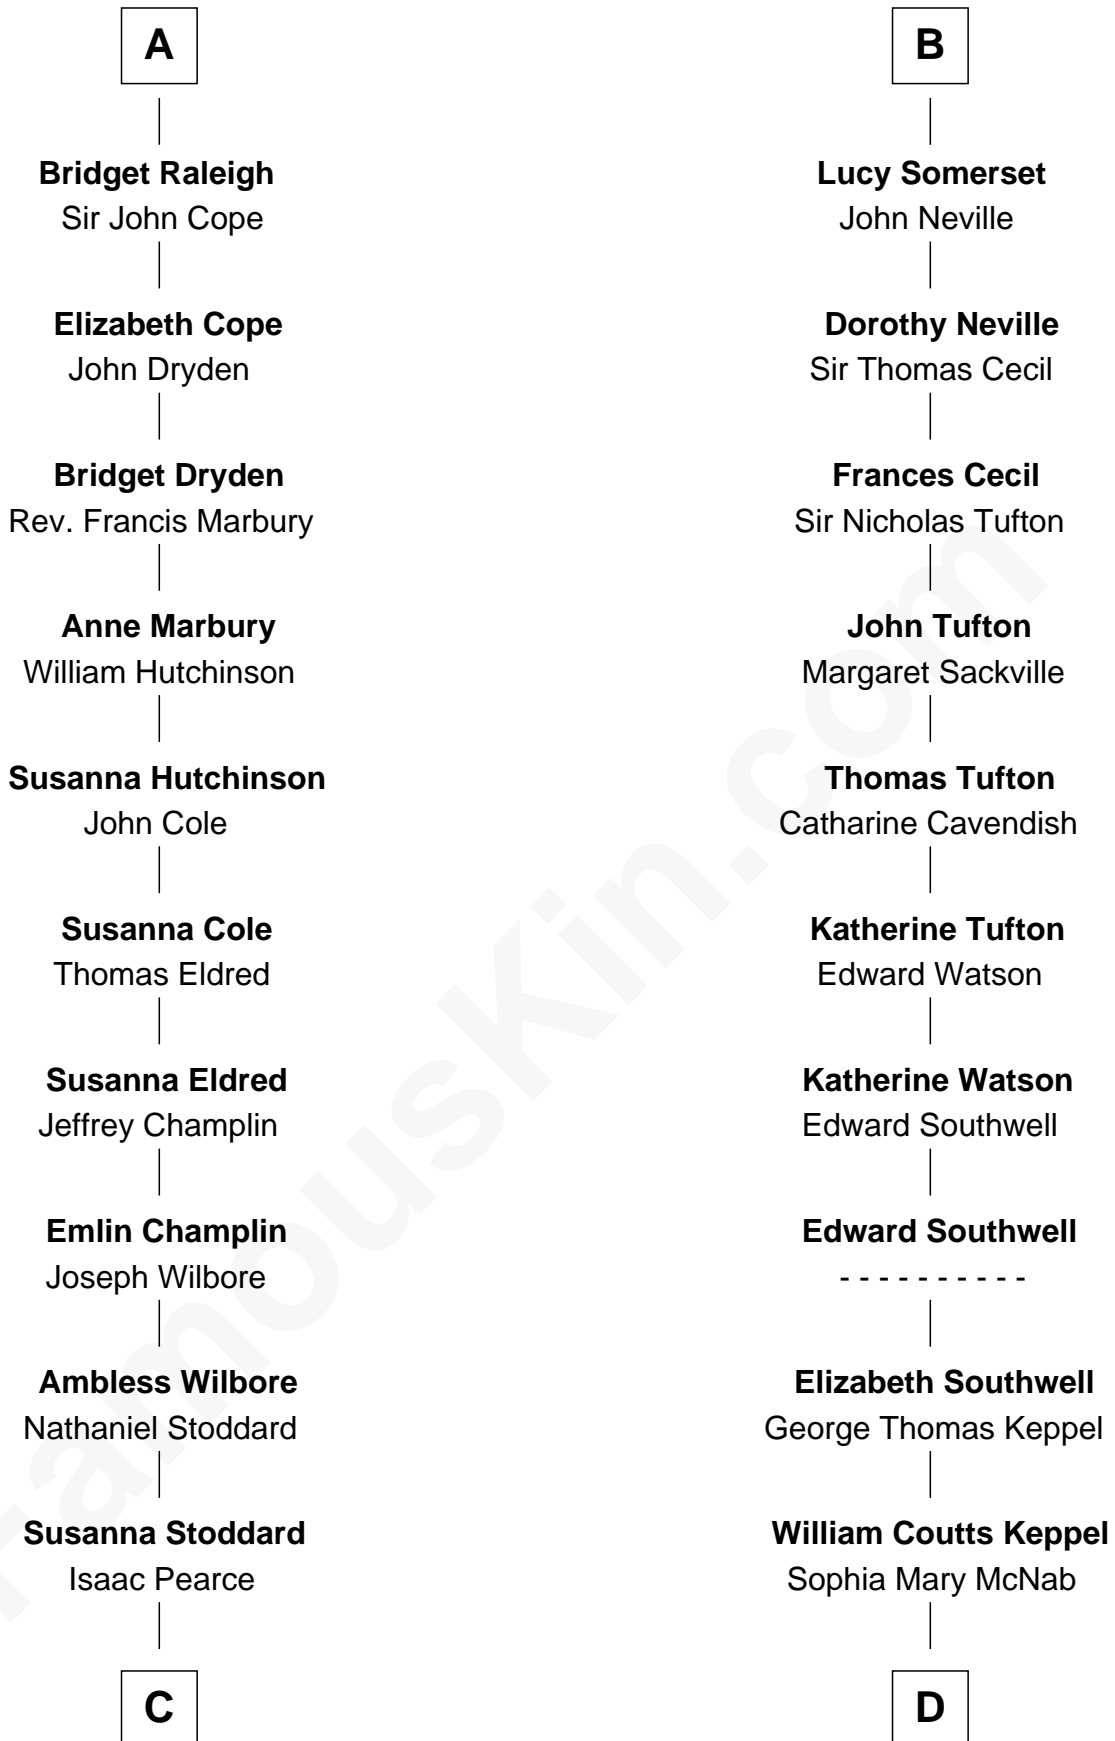 A
Bridget Raleigh
Sir John Cope
Elizabeth Cope
John Dryden
Bridget Dryden
Rev. Francis Marbury
Anne Marbury
William Hutchinson
Susanna Hutchinson
John Cole
Susanna Cole
Thomas Eldred
Susanna Eldred
Jeffrey Champlin
Emlin Champlin
Joseph Wilbore
Ambless Wilbore
Nathaniel Stoddard
Susanna Stoddard
Isaac Pearce
C
B
Lucy Somerset
John Neville
Dorothy Neville
Sir Thomas Cecil
Frances Cecil
Sir Nicholas Tufton
John Tufton
Margaret Sackville
Thomas Tufton
Catharine Cavendish
Katherine Tufton
Edward Watson
Katherine Watson
Edward Southwell
Edward Southwell
- - - - - - - - - -
Elizabeth Southwell
George Thomas Keppel
William Coutts Keppel
Sophia Mary McNab
D
FamousKin.com